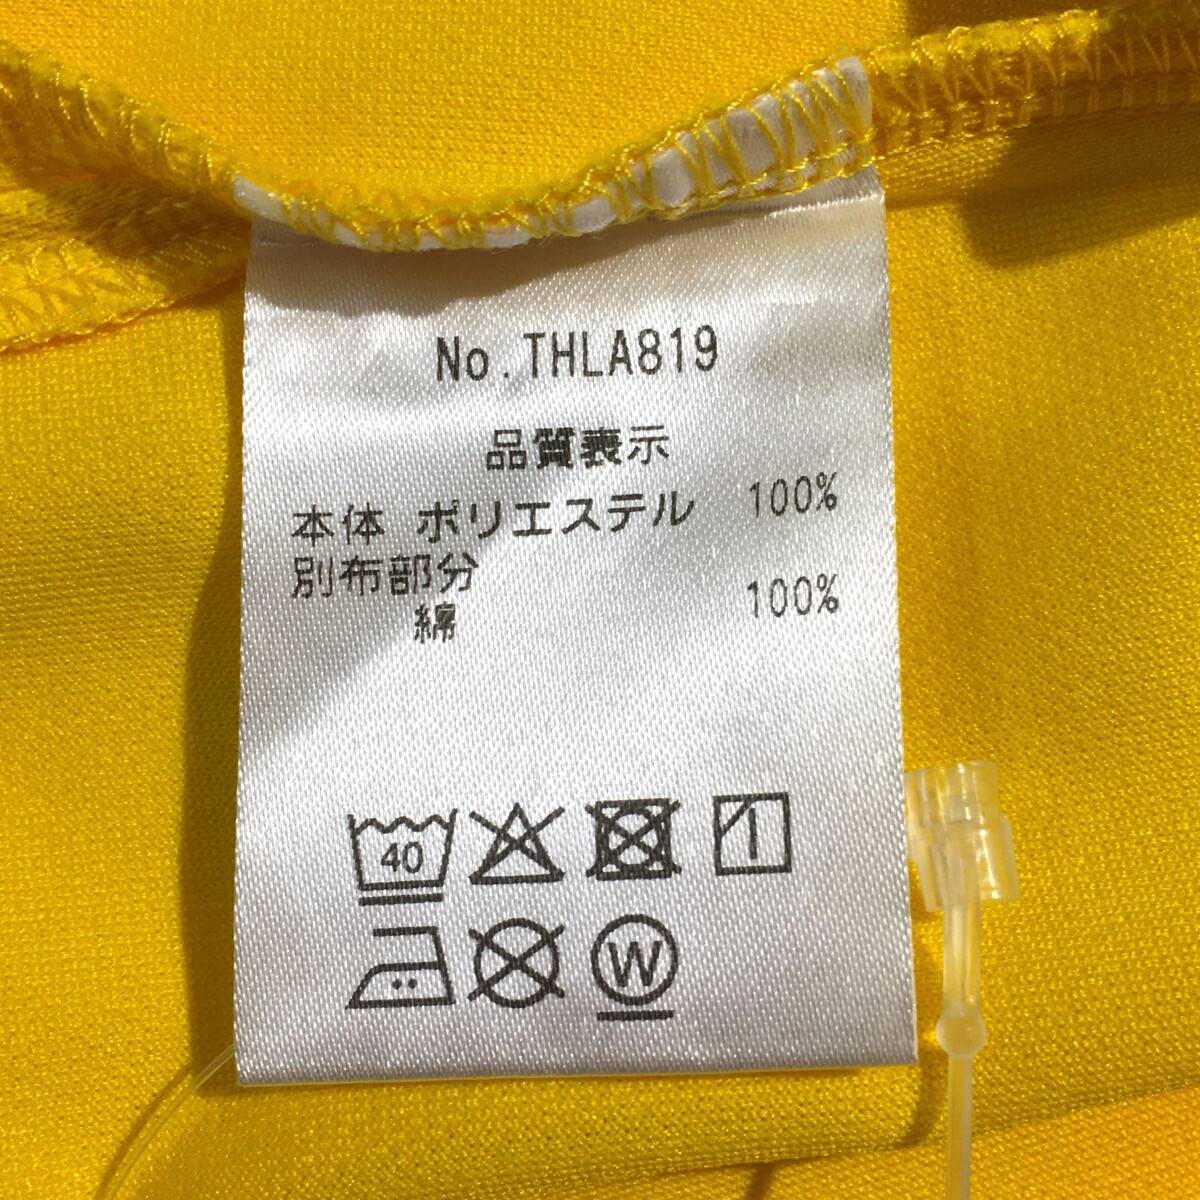 No.THLA819
品質表示
本体 ポリエステル 100%
別布部分
綿 100%
40
W